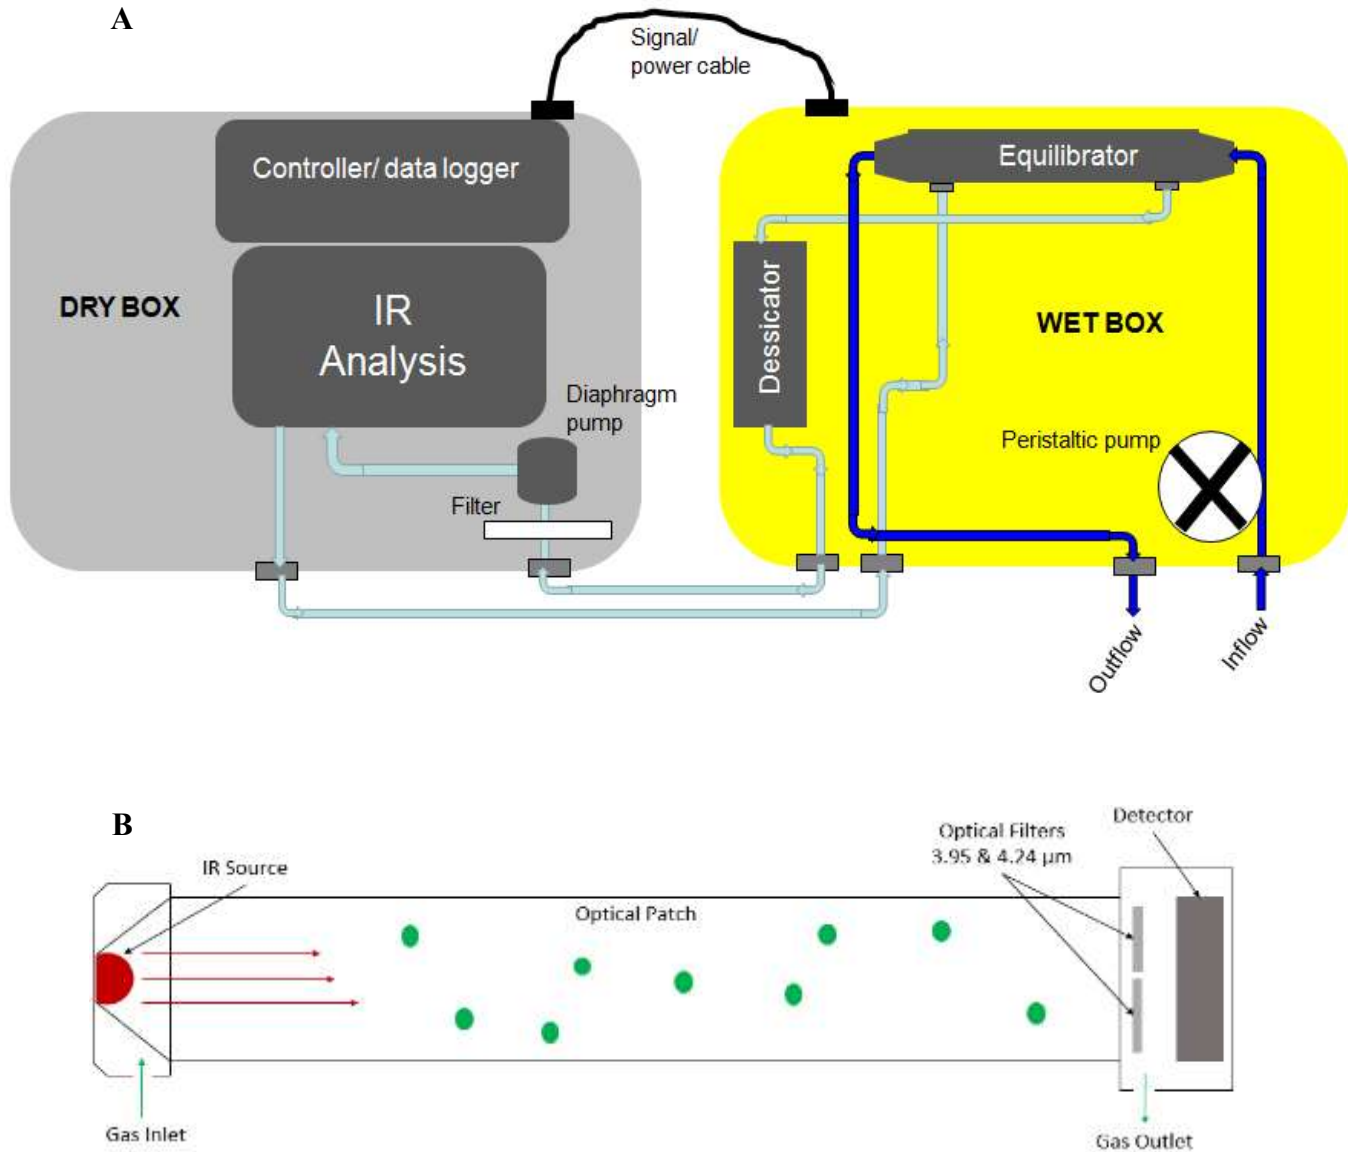 A
Signal/
power cable
Controller/ data logger
Equilibrator
DRY BOX
IR
Analysis
Dessicator
WET BOX
Diaphragm
pump
Peristaltic pump
Filter
Outflow
Inflow
B
Detector
Optical Filters
3.95 & 4.24 µm
IR Source
Optical Patch
Gas Inlet
Gas Outlet